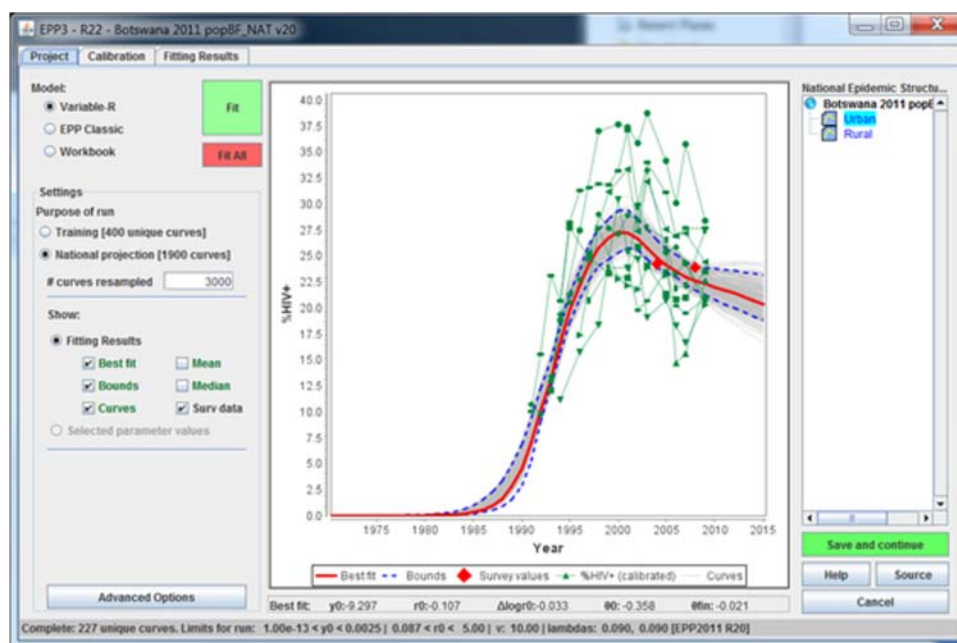 EPP3 - R22 - Botswana 2011 popBF_NAT v20
Project Calibration Fitting Results
Model:
Variable-R
EPP Classic
Workbook
Fit
Fit All
Settings
Purpose of run
Training [400 unique curves]
National projection [1900 curves]
# curves resampled 3000
Show:
Fitting Results
Best fit Mean
Bounds Median
Curves Surv data
Selected parameter values
Advanced Options
%HIV+
40.0
37.5
35.0
32.5
30.0
27.5
25.0
22.5
20.0
17.5
15.0
12.5
10.0
7.5
5.0
2.5
0.0
1975 1980 1985 1990 1995 2000 2005 2010 2015
Year
Best fit Bounds Survey values %HIV+ (calibrated) Curves
Best fit: y0:-9.297 r0:-0.107 Δlogr0:-0.033 θ0: -0.358 θfin: -0.021
National Epidemic Structu...
Botswana 2011 popB
Urban
Rural
Save and continue
Help Source
Cancel
Complete: 227 unique curves. Limits for run: 1.00e-13 < y0 < 0.0025 | 0.087 < r0 < 5.00 | v: 10.00 | lambdas: 0.090, 0.090 [EPP2011 R20]